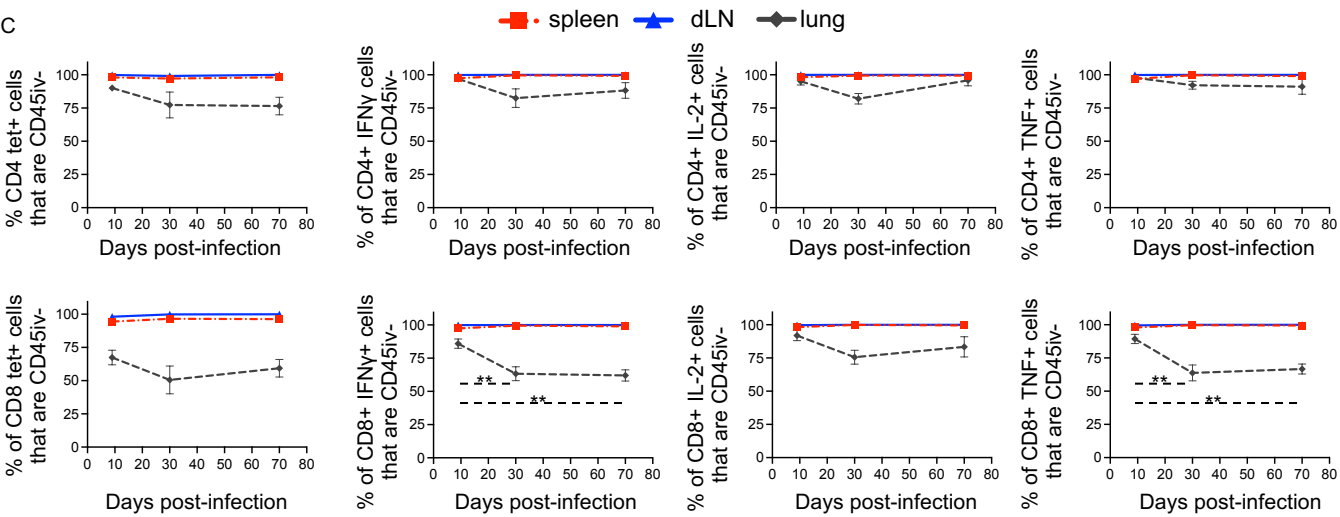 C
spleen dLN lung
% CD4 tet+ cells
that are CD45iv-
100
75
50
25
0
0 10 20 30 40 50 60 70 80
Days post-infection
% of CD4+ IFNγ cells
that are CD45iv-
100
75
50
25
0
0 10 20 30 40 50 60 70 80
Days post-infection
% of CD4+ IL-2+ cells
that are CD45iv-
100
75
50
25
0
0 10 20 30 40 50 60 70 80
Days post-infection
% of CD4+ TNF+ cells
that are CD45iv-
100
75
50
25
0
0 10 20 30 40 50 60 70 80
Days post-infection
% of CD8 tet+ cells
that are CD45iv-
100
75
50
25
0
0 10 20 30 40 50 60 70 80
Days post-infection
% of CD8+ IFNγ+ cells
that are CD45iv-
100
75
50
25
0
**
**
0 10 20 30 40 50 60 70 80
Days post-infection
% of CD8+ IL-2+ cells
that are CD45iv-
100
75
50
25
0
0 10 20 30 40 50 60 70 80
Days post-infection
% of CD8+ TNF+ cells
that are CD45iv-
100
75
50
25
0
**
**
0 10 20 30 40 50 60 70 80
Days post-infection